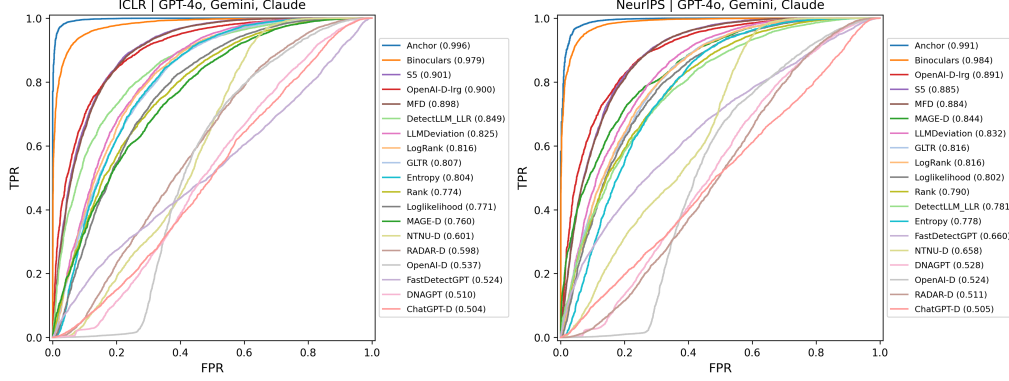 ICLR | GPT-4o, Gemini, Claude
1.0
0.8
0.6
0.4
0.2
0.0
TPR
0.0 0.2 0.4 0.6 0.8 1.0
FPR
Anchor (0.996)
Binoculars (0.979)
S5 (0.901)
OpenAI-D-lrg (0.900)
MFD (0.898)
DetectLLM_LLR (0.849)
LLMDeviation (0.825)
LogRank (0.816)
GLTR (0.807)
Entropy (0.804)
Rank (0.774)
Loglikelihood (0.771)
MAGE-D (0.760)
NTNU-D (0.601)
RADAR-D (0.598)
OpenAI-D (0.537)
FastDetectGPT (0.524)
DNAGPT (0.510)
ChatGPT-D (0.504)
NeurIPS | GPT-4o, Gemini, Claude
1.0
0.8
0.6
0.4
0.2
0.0
TPR
0.0 0.2 0.4 0.6 0.8 1.0
FPR
Anchor (0.991)
Binoculars (0.984)
OpenAI-D-lrg (0.891)
S5 (0.885)
MFD (0.884)
MAGE-D (0.844)
LLMDeviation (0.832)
GLTR (0.816)
LogRank (0.816)
Loglikelihood (0.802)
Rank (0.790)
DetectLLM_LLR (0.781)
Entropy (0.778)
FastDetectGPT (0.660)
NTNU-D (0.658)
DNAGPT (0.528)
OpenAI-D (0.524)
RADAR-D (0.511)
ChatGPT-D (0.505)